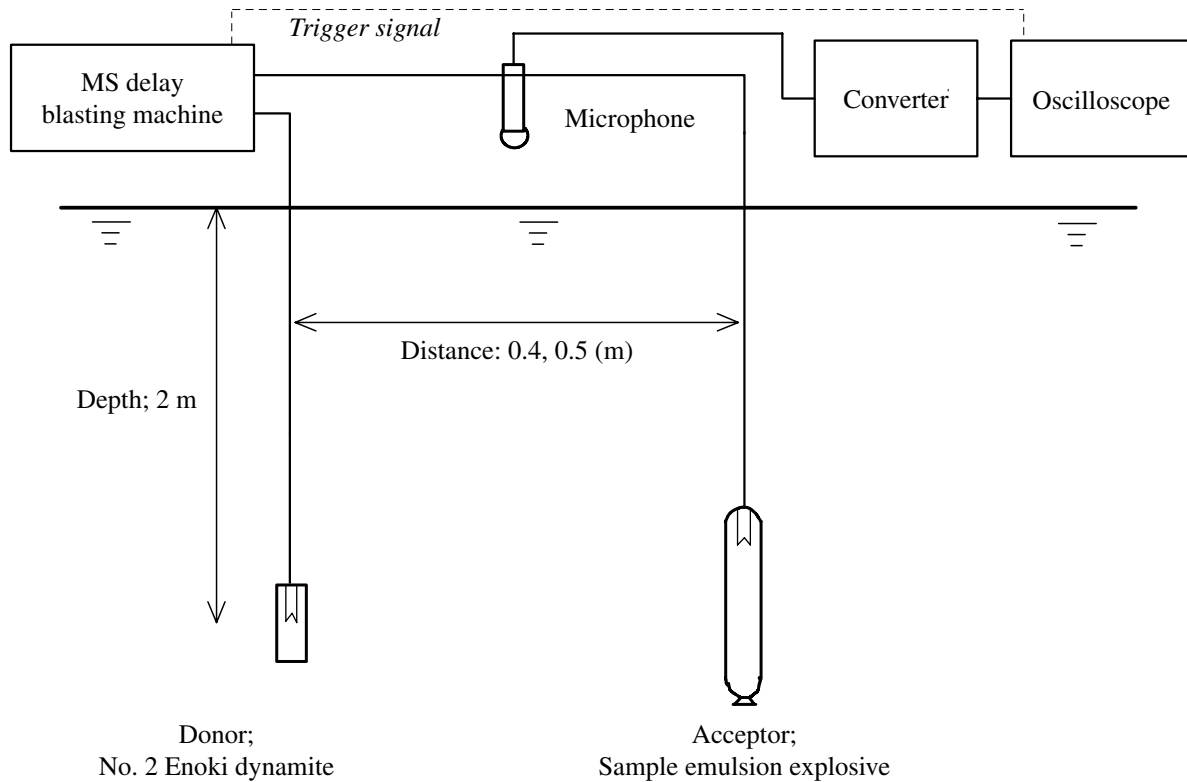 Trigger signal
MS delay
blasting machine
Microphone
Converter
Oscilloscope
Distance: 0.4, 0.5 (m)
Depth; 2 m
Donor;
No. 2 Enoki dynamite
Acceptor;
Sample emulsion explosive